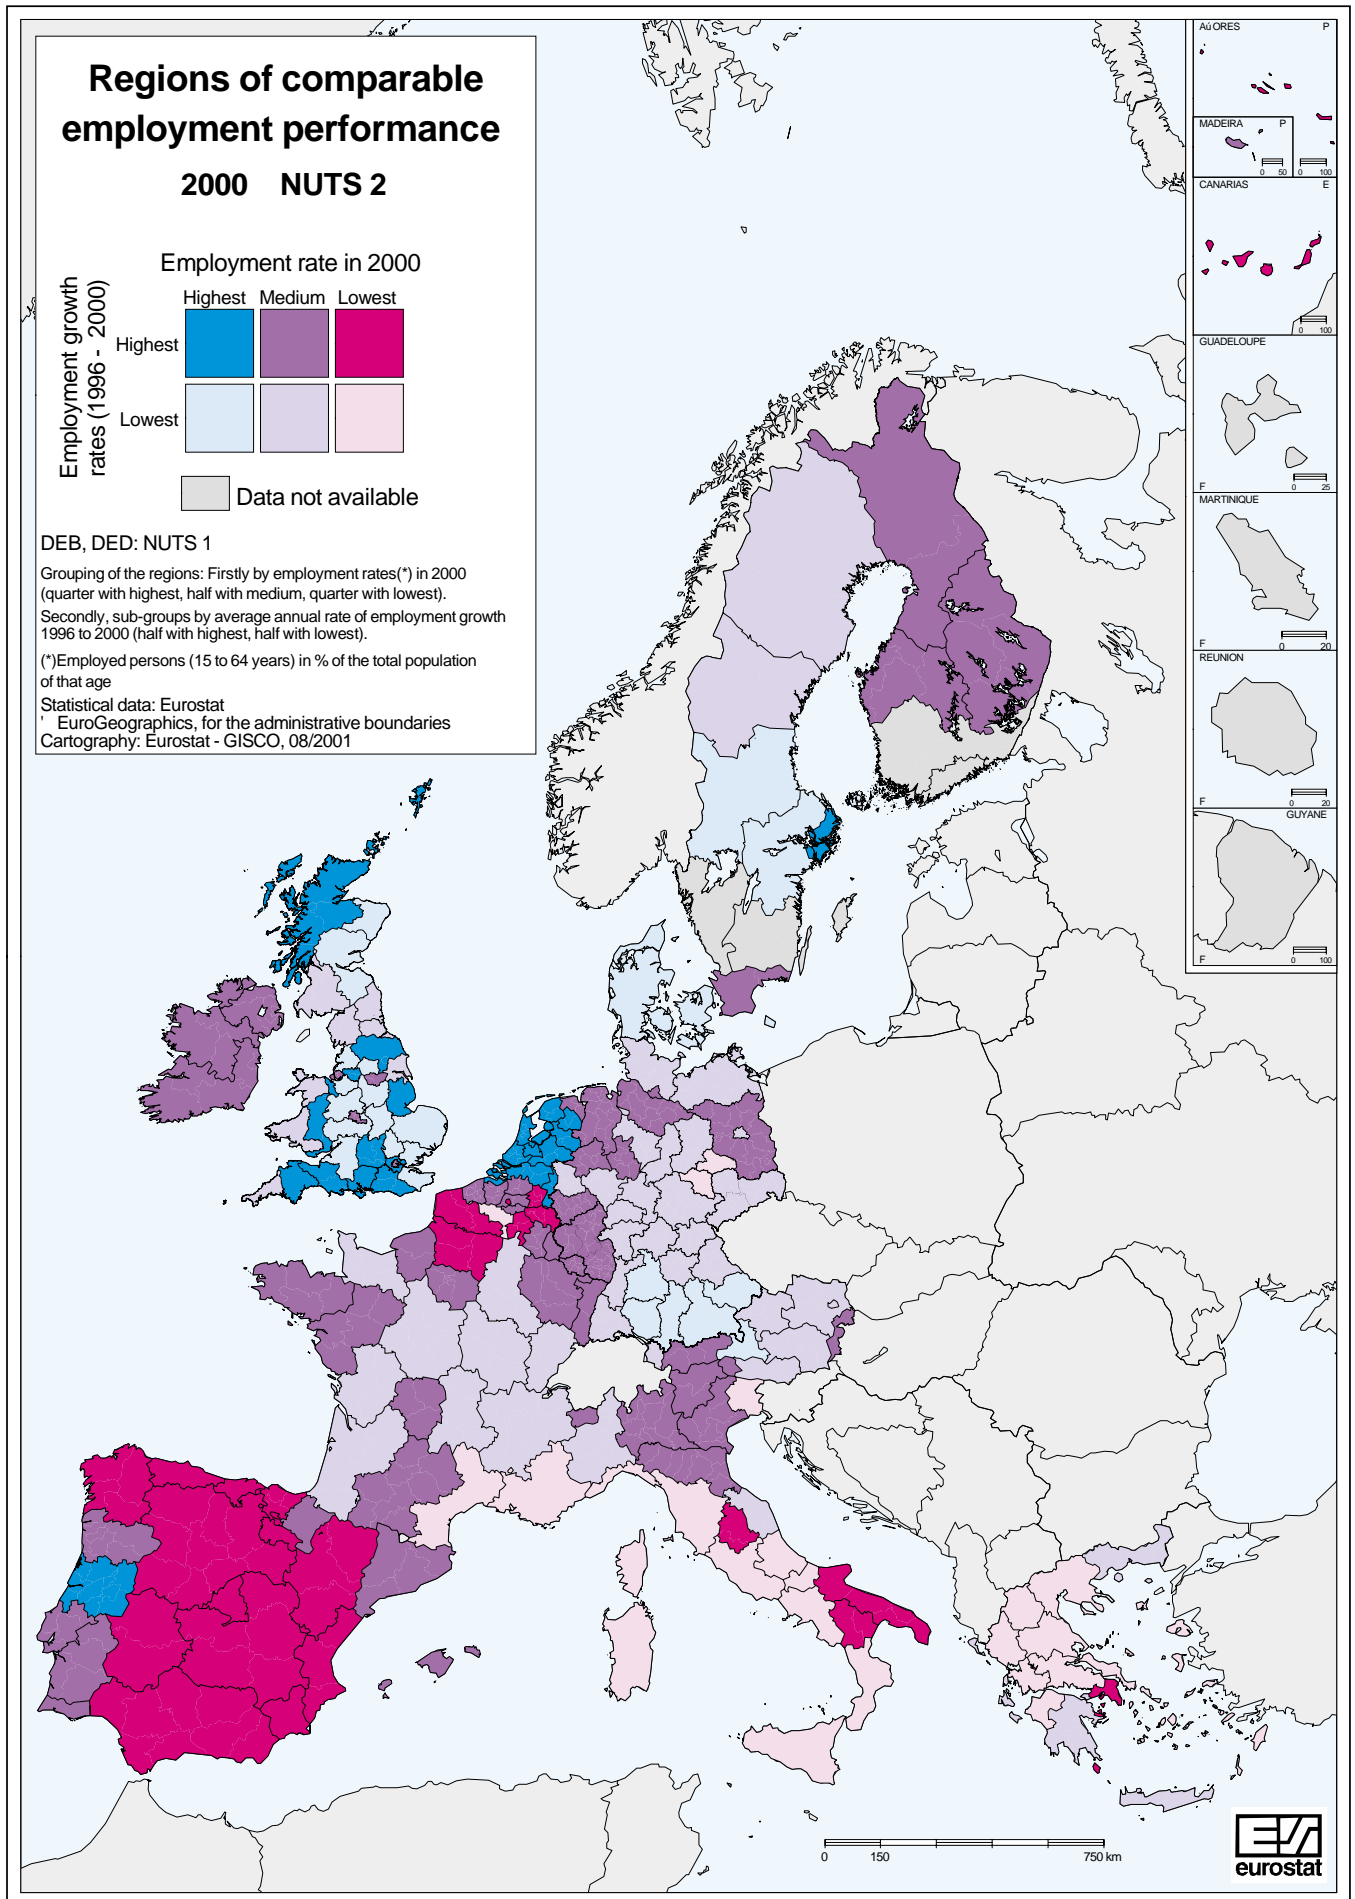 Regions of comparable
employment performance
2000 NUTS 2
Employment rate in 2000
Highest Medium Lowest
Employment growth
rates (1996 - 2000)
Highest
Lowest
Data not available
DEB, DED: NUTS 1
Grouping of the regions: Firstly by employment rates(*) in 2000
(quarter with highest, half with medium, quarter with lowest).
Secondly, sub-groups by average annual rate of employment growth
1996 to 2000 (half with highest, half with lowest).
(*)Employed persons (15 to 64 years) in % of the total population
of that age
Statistical data: Eurostat
' EuroGeographics, for the administrative boundaries
Cartography: Eurostat - GISCO, 08/2001
AúORES P
MADEIRA P
0 50 0 100
CANARIAS E
0 100
GUADELOUPE
F 0 25
MARTINIQUE
F 0 20
REUNION
F 0 20
GUYANE
F 0 100
0 150 750 km
eurostat